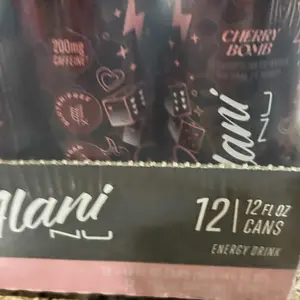 200mg
CAFFEINE
CHERRY
BOMB
Alani
NU
Alani
NU
12 | 12 FL OZ
CANS
ENERGY DRINK